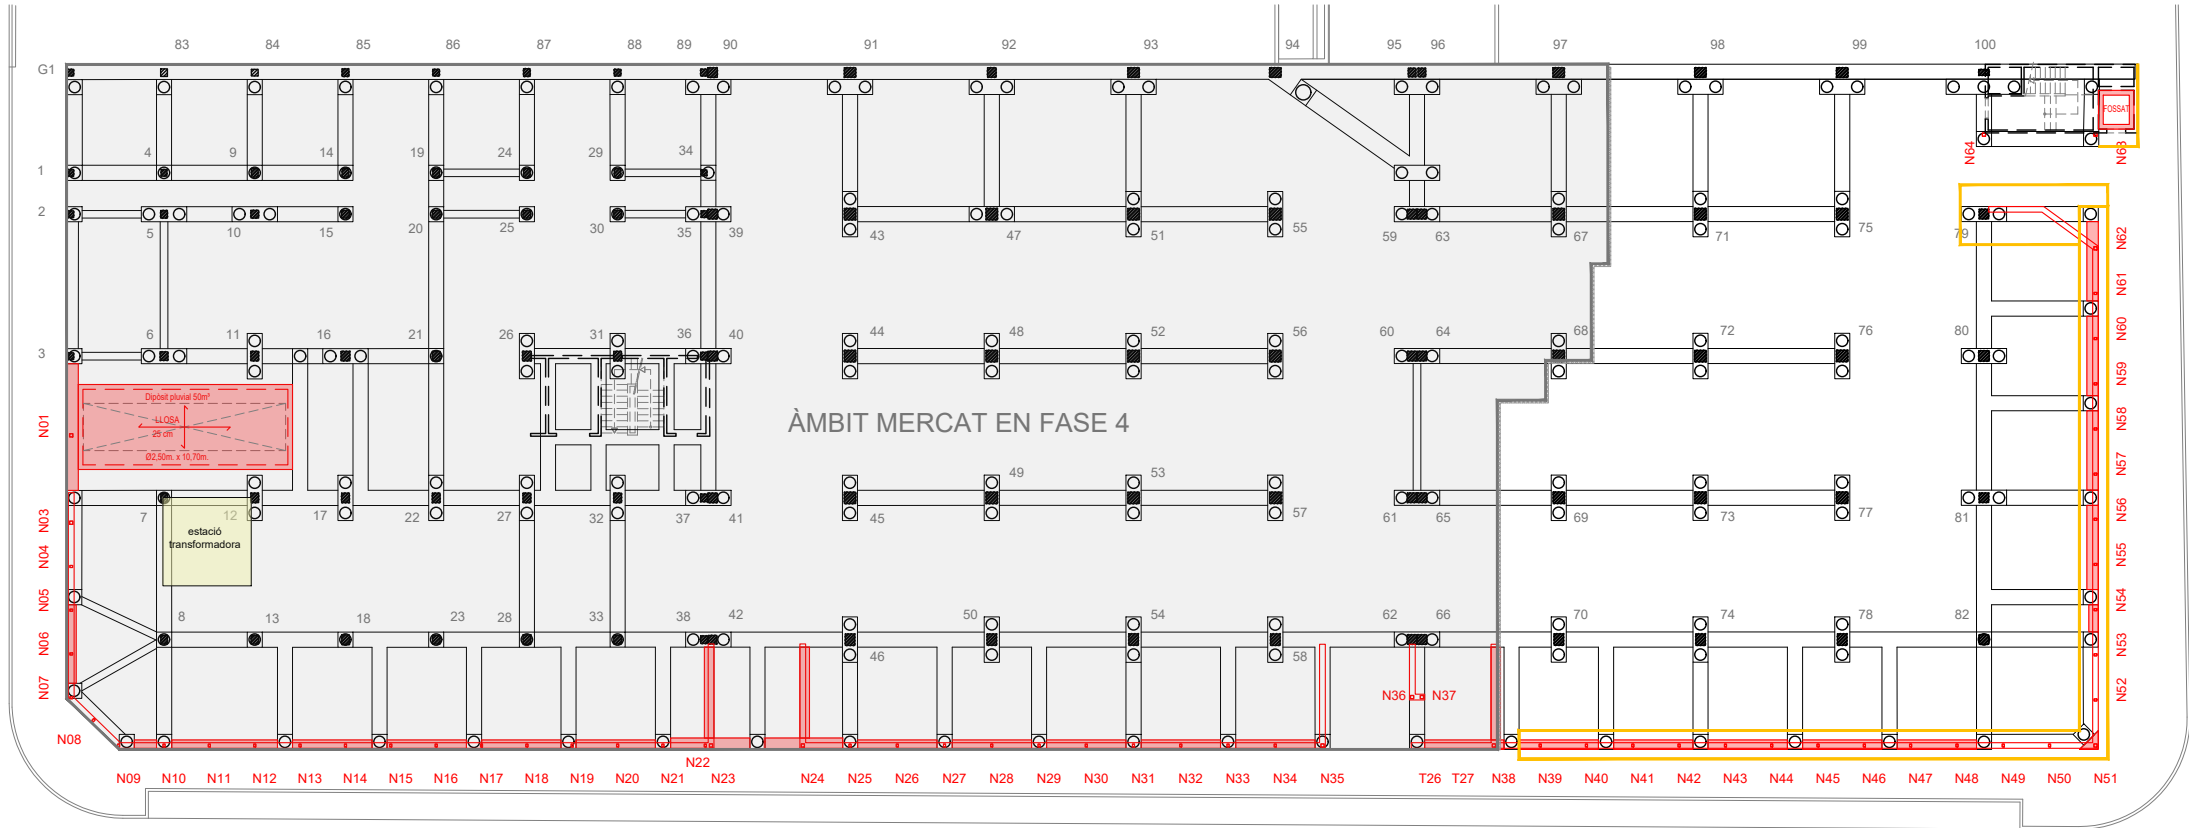 83 84 85 86 87 88 89 90 91 92 93 94 95 96 97 98 99 100
G1
FOSSAT
1 4 9 14 19 24 29 34 N64 N63
2
5 10 15 20 25 30 35 39 43 47 51 55 59 63 67 71 75 79 N62
N61
6 11 16 21 26 31 36 40 44 48 52 56 60 64 68 72 76 80 N60
3
N59
Dipòsit pluvial 50m³
LLOSA
25 cm
Ø2,50m. x 10,70m.
N01
ÀMBIT MERCAT EN FASE 4
N58
49 53 N57
7 12 17 22 27 32 37 41 45 57 61 65 69 73 77 81 N56
N03
estació
transformadora
N04 N55
N05 N54
8 13 18 23 28 33 38 42 50 54 62 66 70 74 78 82 N53
N06
46 58
N07 N36 N37 N52
N08
N22
N09 N10 N11 N12 N13 N14 N15 N16 N17 N18 N19 N20 N21 N23 N24 N25 N26 N27 N28 N29 N30 N31 N32 N33 N34 N35 T26 T27 N38 N39 N40 N41 N42 N43 N44 N45 N46 N47 N48 N49 N50 N51